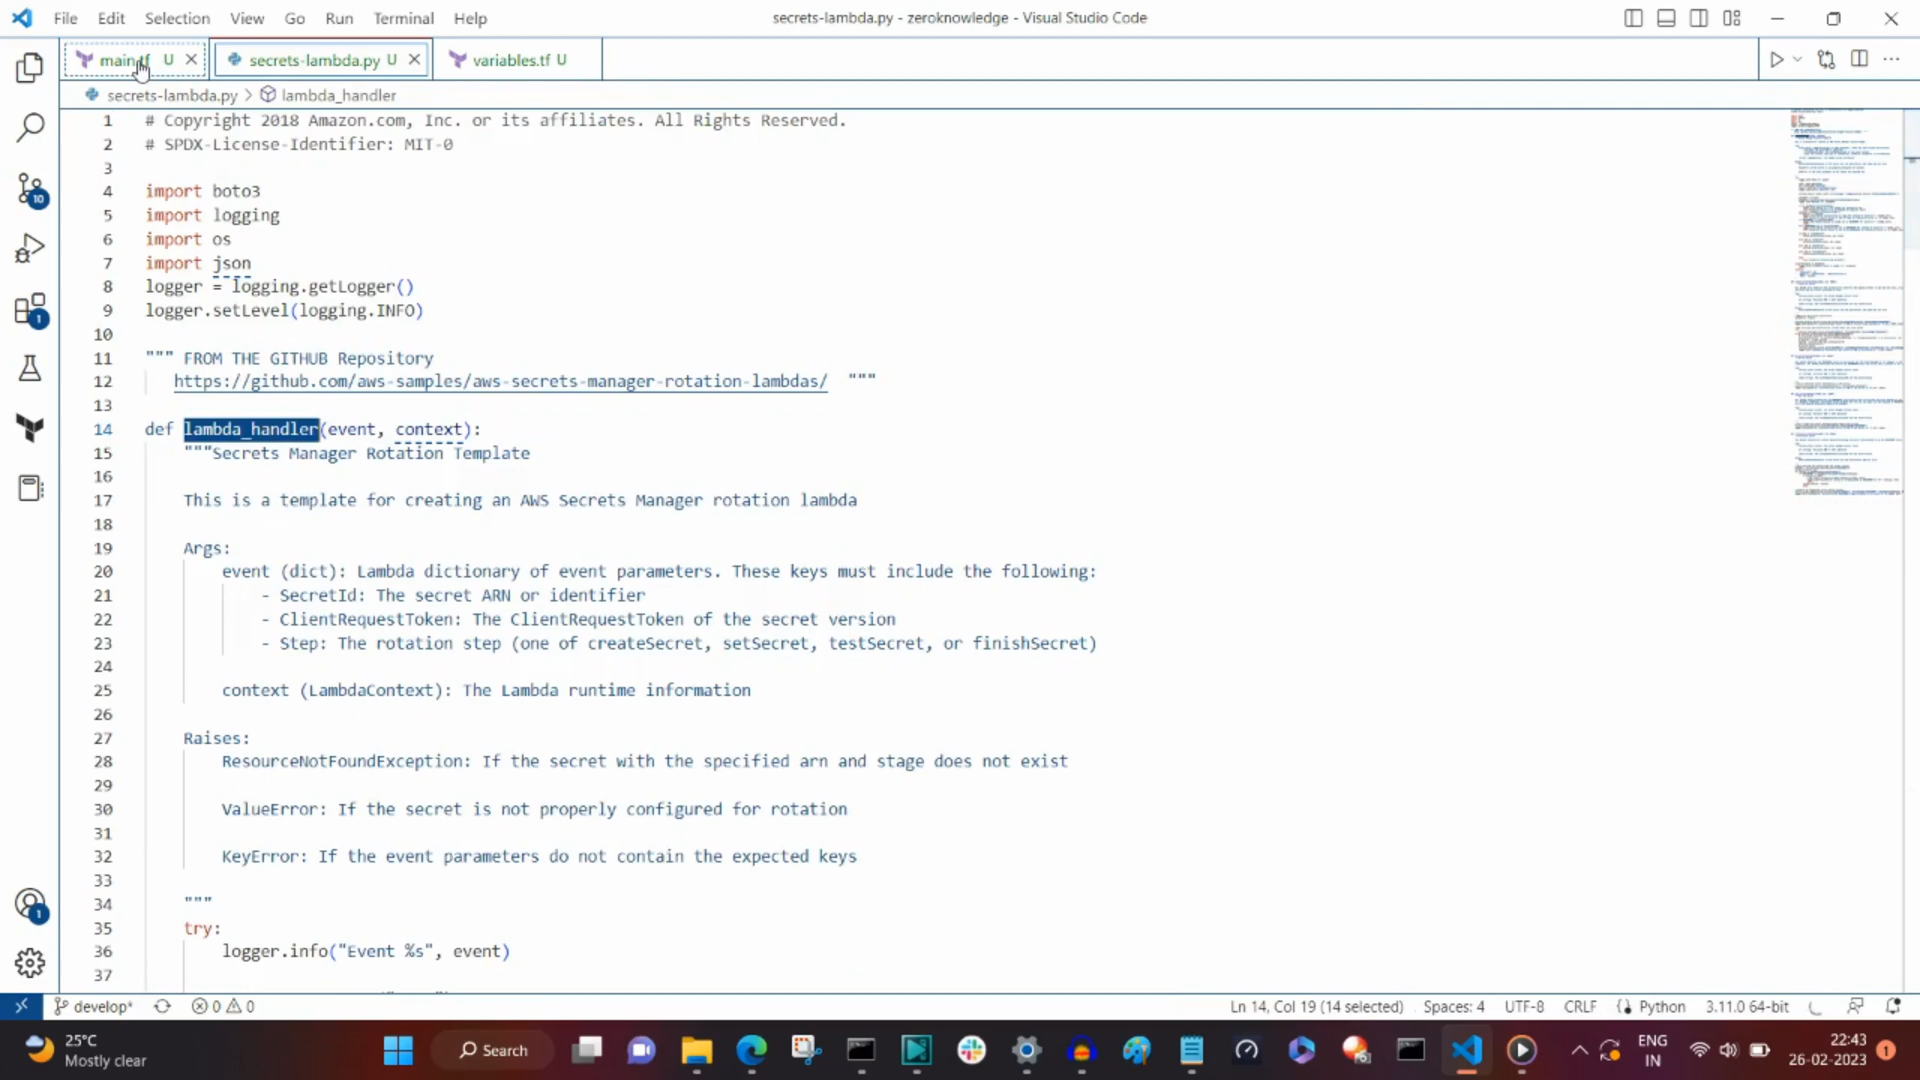 File Edit Selection View Go Run Terminal Help
secrets-lambda.py - zeroknowledge - Visual Studio Code
main.tf U
secrets-lambda.py U
variables.tf U
secrets-lambda.py > lambda_handler
1 # Copyright 2018 Amazon.com, Inc. or its affiliates. All Rights Reserved.
2 # SPDX-License-Identifier: MIT-0
3
4 import boto3
5 import logging
6 import os
7 import json
8 logger = logging.getLogger()
9 logger.setLevel(logging.INFO)
10
11 """ FROM THE GITHUB Repository
12 https://github.com/aws-samples/aws-secrets-manager-rotation-lambdas/ """
13
14 def lambda_handler(event, context):
15 """Secrets Manager Rotation Template
16
17 This is a template for creating an AWS Secrets Manager rotation lambda
18
19 Args:
20 event (dict): Lambda dictionary of event parameters. These keys must include the following:
21 - SecretId: The secret ARN or identifier
22 - ClientRequestToken: The ClientRequestToken of the secret version
23 - Step: The rotation step (one of createSecret, setSecret, testSecret, or finishSecret)
24
25 context (LambdaContext): The Lambda runtime information
26
27 Raises:
28 ResourceNotFoundException: If the secret with the specified arn and stage does not exist
29
30 ValueError: If the secret is not properly configured for rotation
31
32 KeyError: If the event parameters do not contain the expected keys
33
34 """
35 try:
36 logger.info("Event %s", event)
37
10
1
1
develop* 0 0
Ln 14, Col 19 (14 selected) Spaces: 4 UTF-8 CRLF Python 3.11.0 64-bit
25°C
Mostly clear
Search
ENG
IN
22:43
26-02-2023
1